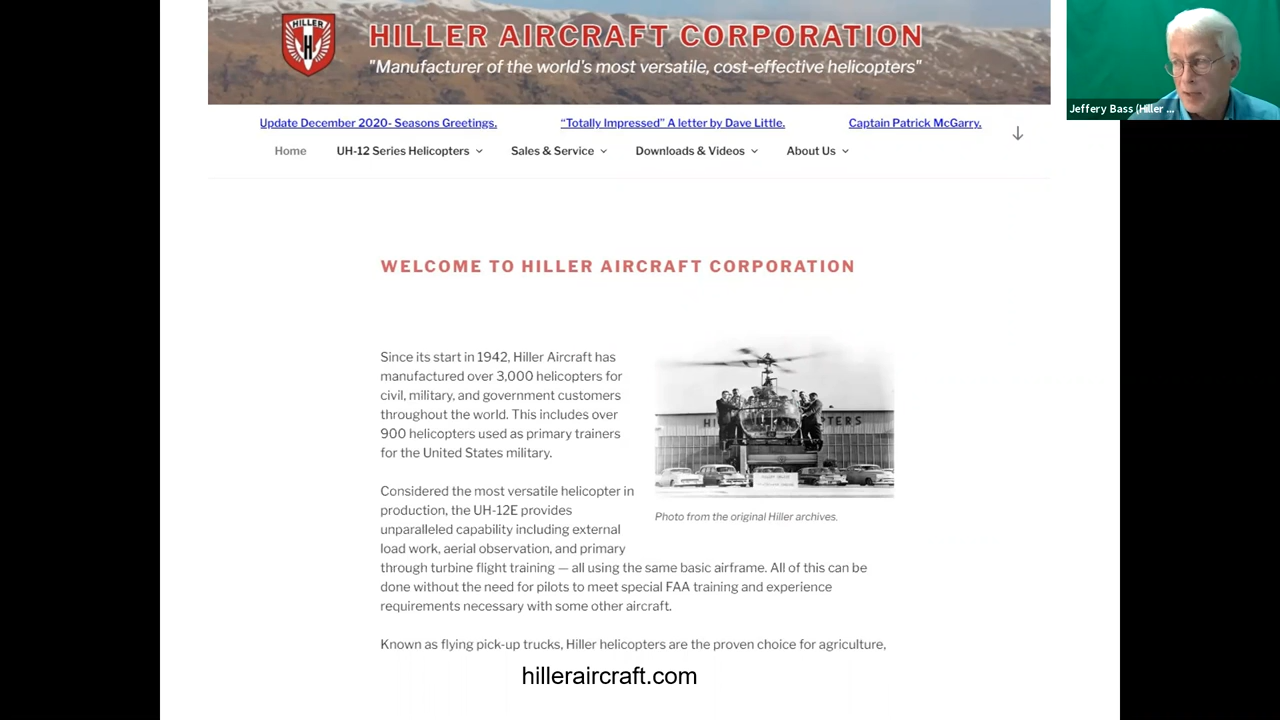 HILLER
H
HILLER AIRCRAFT CORPORATION
"Manufacturer of the world's most versatile, cost-effective helicopters"
Jeffery Bass (Hiller ...
Update December 2020- Seasons Greetings.
“Totally Impressed” A letter by Dave Little.
Captain Patrick McGarry.
Home
UH-12 Series Helicopters
Sales & Service
Downloads & Videos
About Us
WELCOME TO HILLER AIRCRAFT CORPORATION
Since its start in 1942, Hiller Aircraft has
manufactured over 3,000 helicopters for
civil, military, and government customers
throughout the world. This includes over
900 helicopters used as primary trainers
for the United States military.
Considered the most versatile helicopter in
production, the UH-12E provides
unparalleled capability including external
load work, aerial observation, and primary
through turbine flight training — all using the same basic airframe. All of this can be
done without the need for pilots to meet special FAA training and experience
requirements necessary with some other aircraft.
Photo from the original Hiller archives.
Known as flying pick-up trucks, Hiller helicopters are the proven choice for agriculture,
hilleraircraft.com